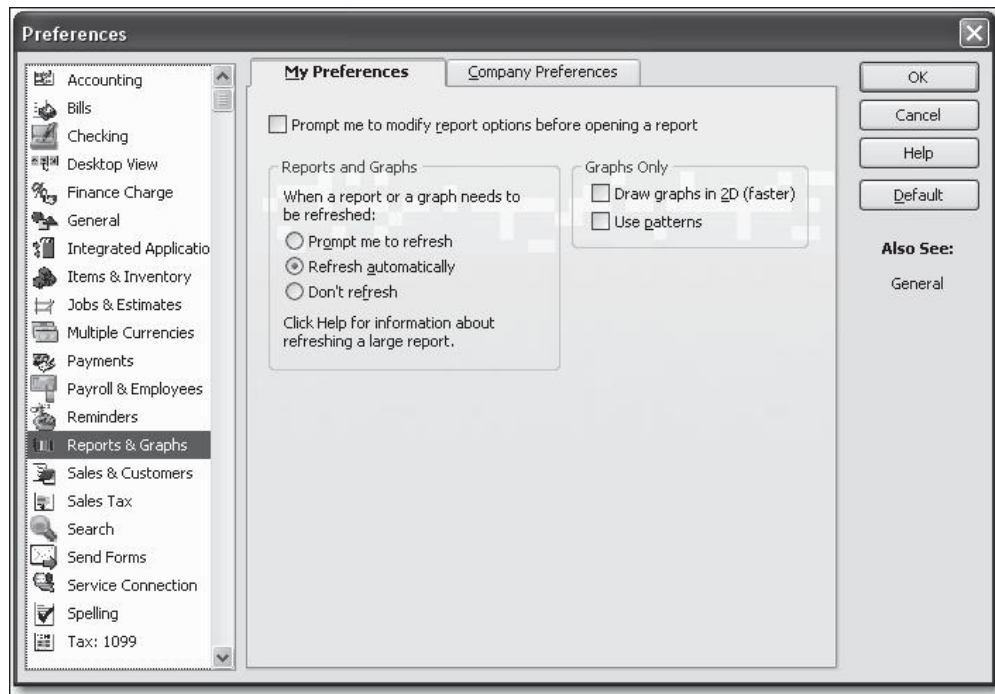 Preferences
Accounting
Bills
Checking
Desktop View
Finance Charge
General
Integrated Applicatio
Items & Inventory
Jobs & Estimates
Multiple Currencies
Payments
Payroll & Employees
Reminders
Reports & Graphs
Sales & Customers
Sales Tax
Search
Send Forms
Service Connection
Spelling
Tax: 1099
My Preferences
Company Preferences
Prompt me to modify report options before opening a report
Reports and Graphs
When a report or a graph needs to
be refreshed:
Prompt me to refresh
Refresh automatically
Don't refresh
Click Help for information about
refreshing a large report.
Graphs Only
Draw graphs in 2D (faster)
Use patterns
OK
Cancel
Help
Default
Also See:
General